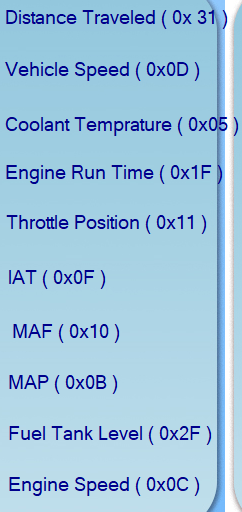 Distance Traveled ( 0x 31 )
Vehicle Speed ( 0x0D )
Coolant Temprature ( 0x05 )
Engine Run Time ( 0x1F )
Throttle Position ( 0x11 )
IAT ( 0x0F )
MAF ( 0x10 )
MAP ( 0x0B )
Fuel Tank Level ( 0x2F )
Engine Speed ( 0x0C )